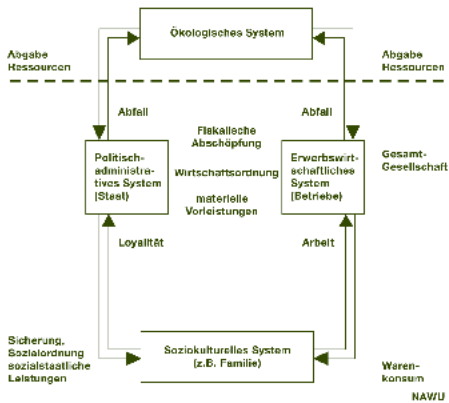 Ökologisches System
Abgabe
Ressourcen
Abgabe
Ressourcen
Abfall
Abfall
Fiskalische
Abschöpfung
Politisch-
administra-
tives System
(Staat)
Wirtschaftsordnung
Erwerbswirt-
schaftliches
System
(Betriebe)
Gesamt-
Gesellschaft
materielle
Vorleistungen
Loyalität
Arbeit
Sicherung,
Sozialordnung
sozialstaatliche
Leistungen
Soziokulturelles System
(z.B. Familie)
Waren-
konsum
NAWU